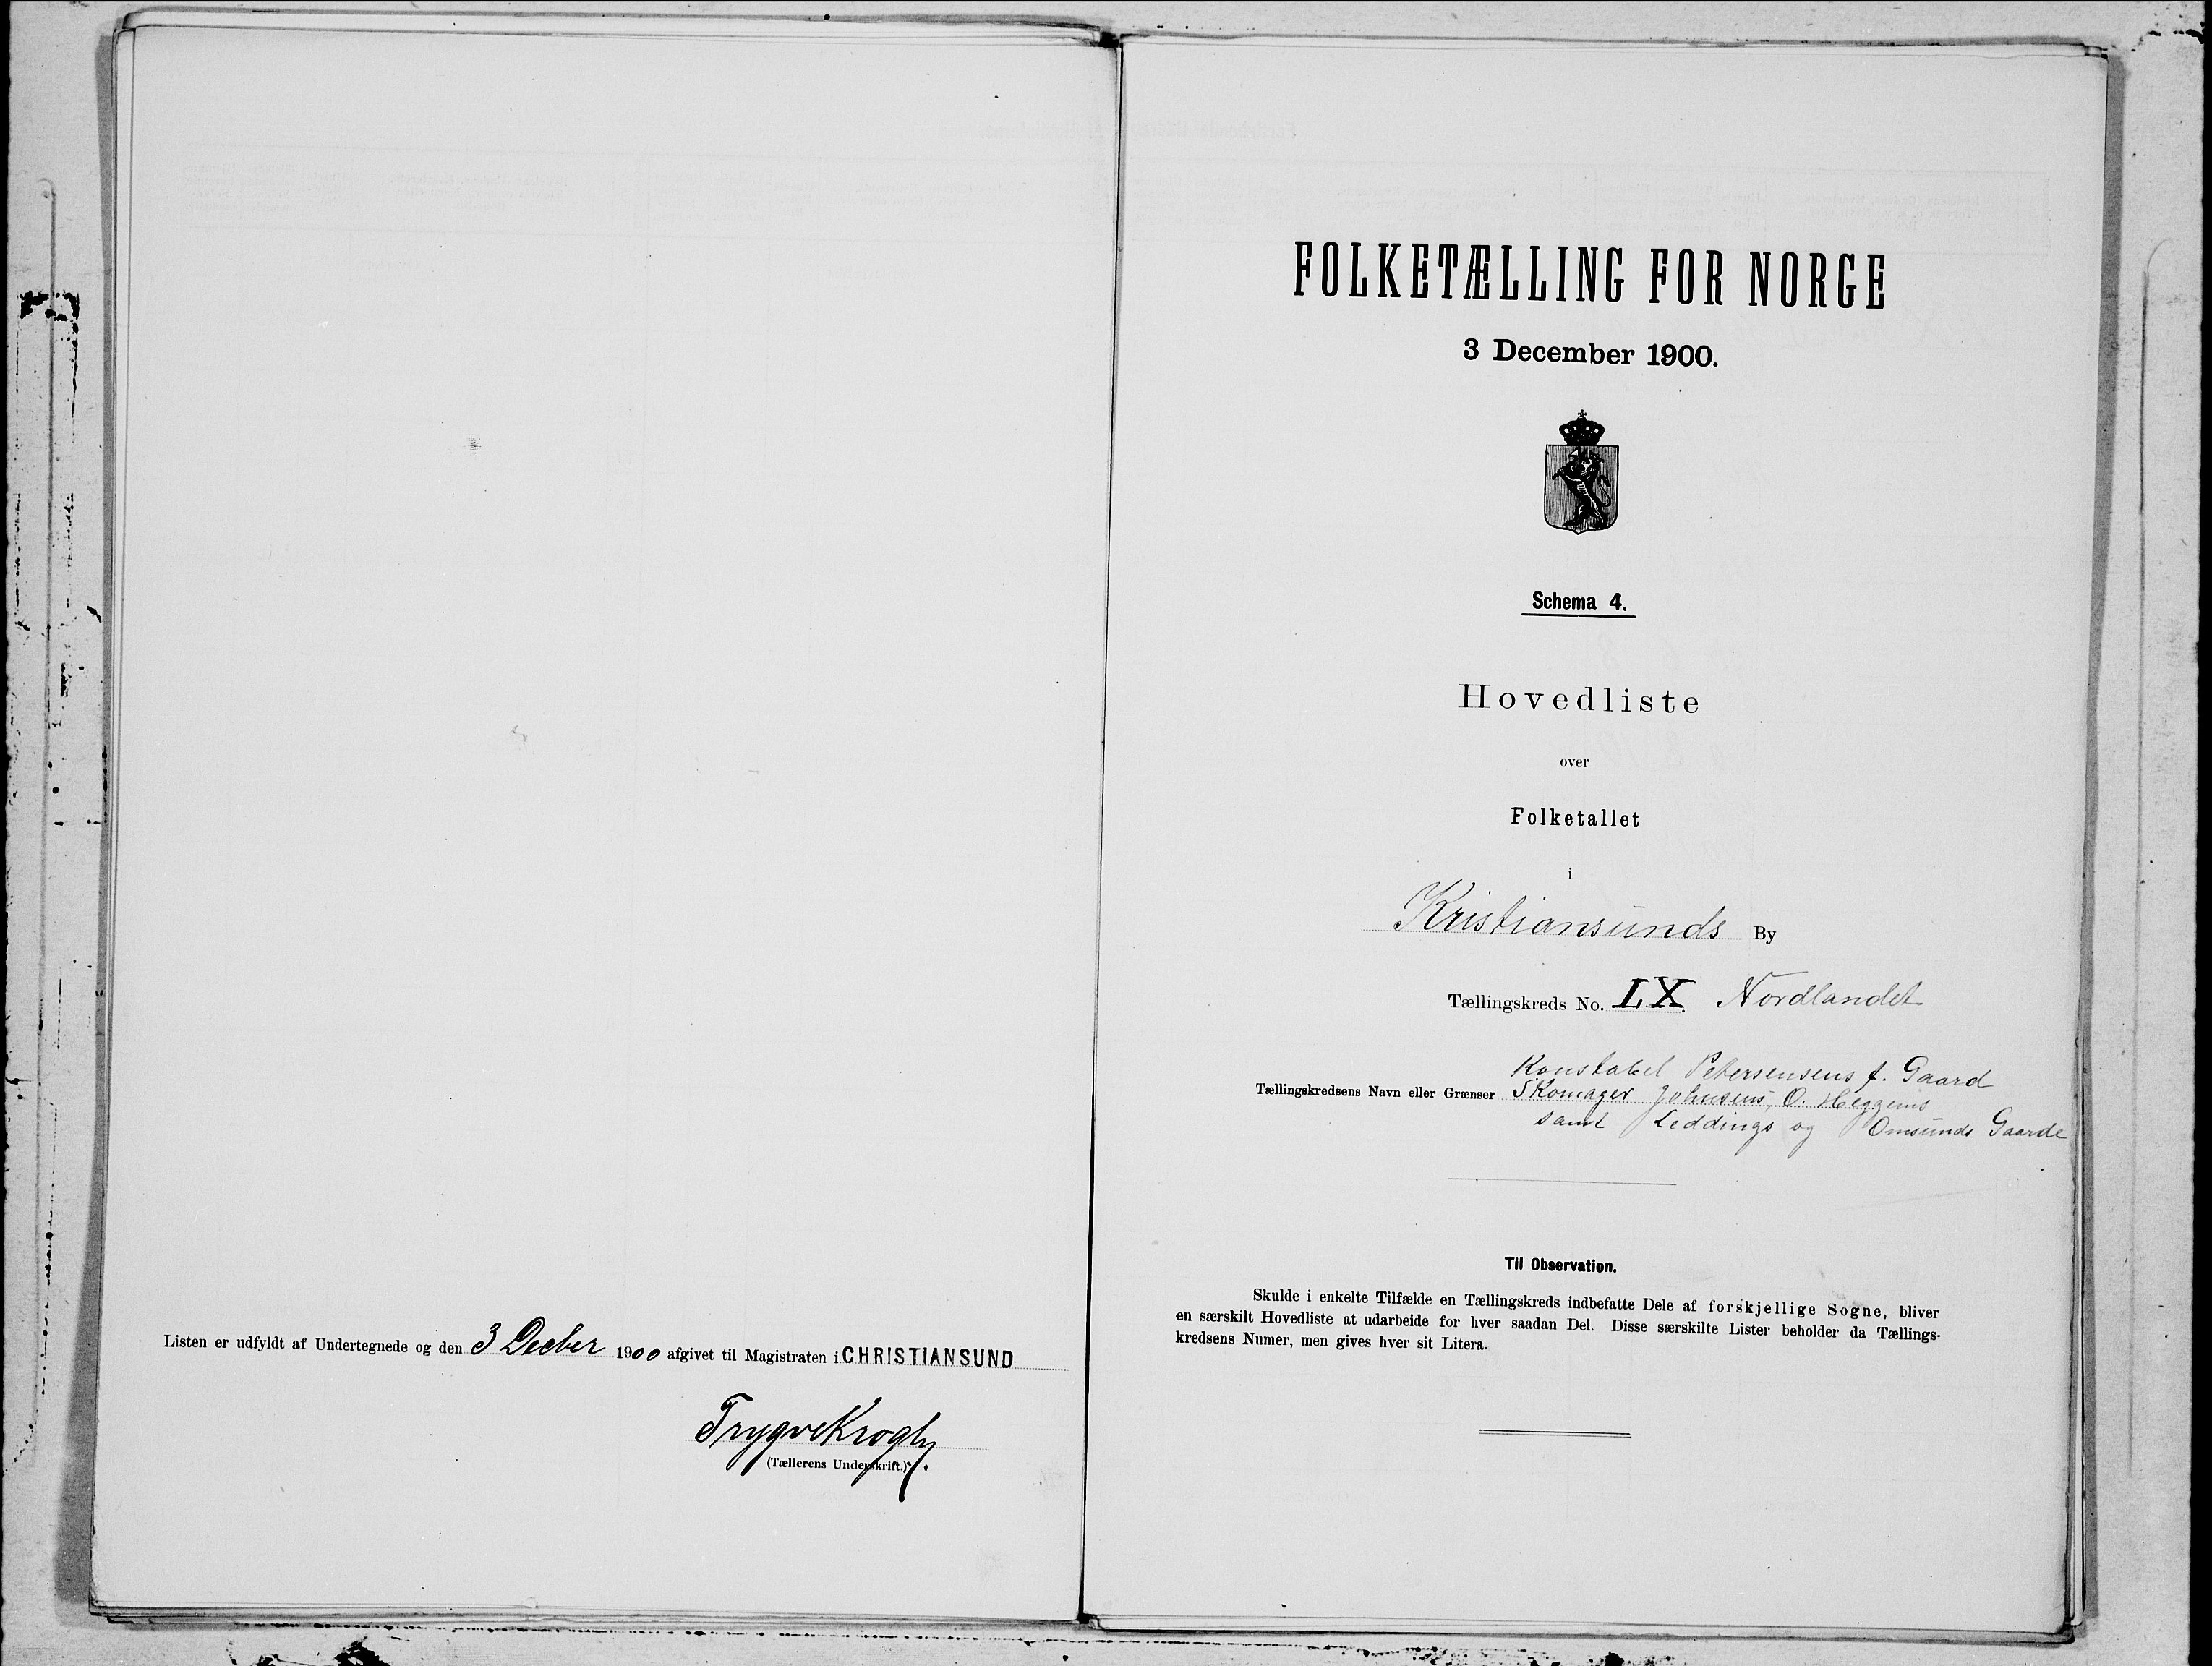 Listen er udfyldt af Undertegnede og den 3 Decber 1900 afgivet til Magistraten i CHRISTIANSUND
Trygve Krogh
(Tællerens Underskrift.)
FOLKETÆLLING FOR NORGE
3 December 1900.
Schema 4.
Hovedliste
over
Folketallet
i
Kristiansunds By
Tællingskreds No. LX. Nordlandet
Konstabel Petersensens f. Gaard
Tællingskredsens Navn eller Grænser Skomager Johnsens, O. Heggems
samt Leddings og Omsunds Gaarde
Til Observation.
Skulde i enkelte Tilfælde en Tællingskreds indbefatte Dele af forskjellige Sogne, bliver
en særskilt Hovedliste at udarbeide for hver saadan Del. Disse særskilte Lister beholder da Tællings-
kredsens Numer, men gives hver sit Litera.